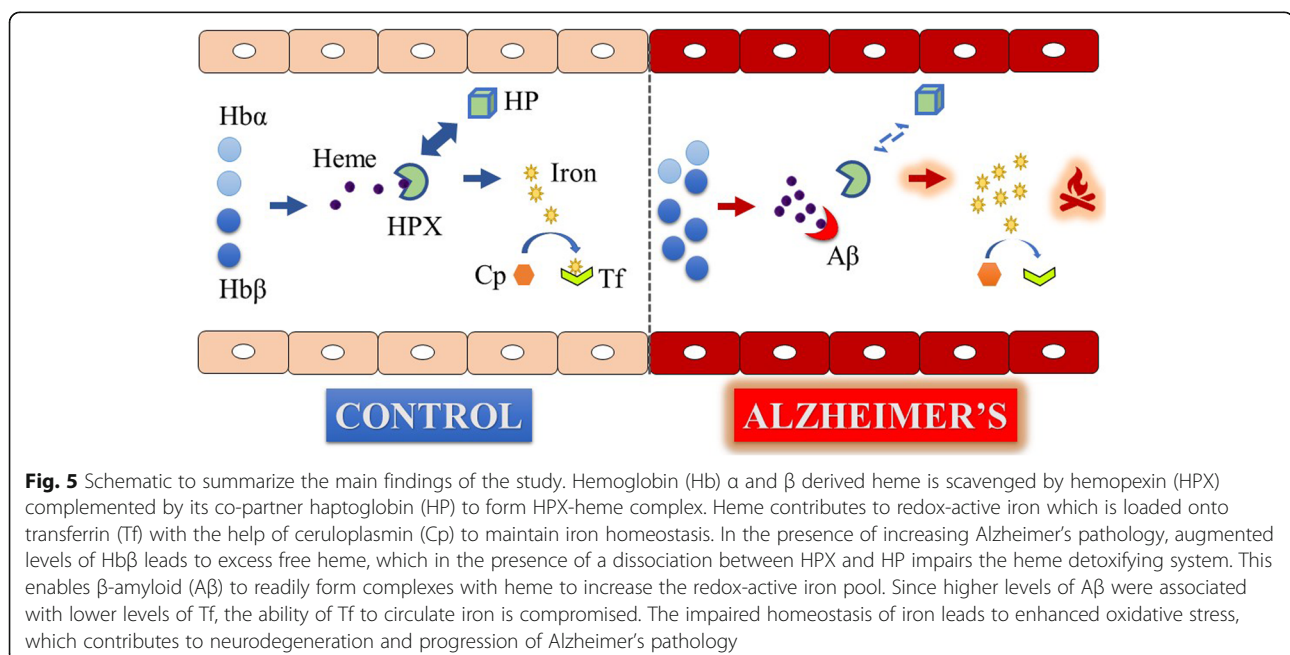 Hbα
Heme
HP
Iron
HPX
Hbβ
Cp
Tf
Aβ
CONTROL
ALZHEIMER'S
Fig. 5 Schematic to summarize the main findings of the study. Hemoglobin (Hb) α and β derived heme is scavenged by hemopexin (HPX)
complemented by its co-partner haptoglobin (HP) to form HPX-heme complex. Heme contributes to redox-active iron which is loaded onto
transferrin (Tf) with the help of ceruloplasmin (Cp) to maintain iron homeostasis. In the presence of increasing Alzheimer's pathology, augmented
levels of Hbβ leads to excess free heme, which in the presence of a dissociation between HPX and HP impairs the heme detoxifying system. This
enables β-amyloid (Aβ) to readily form complexes with heme to increase the redox-active iron pool. Since higher levels of Aβ were associated
with lower levels of Tf, the ability of Tf to circulate iron is compromised. The impaired homeostasis of iron leads to enhanced oxidative stress,
which contributes to neurodegeneration and progression of Alzheimer's pathology